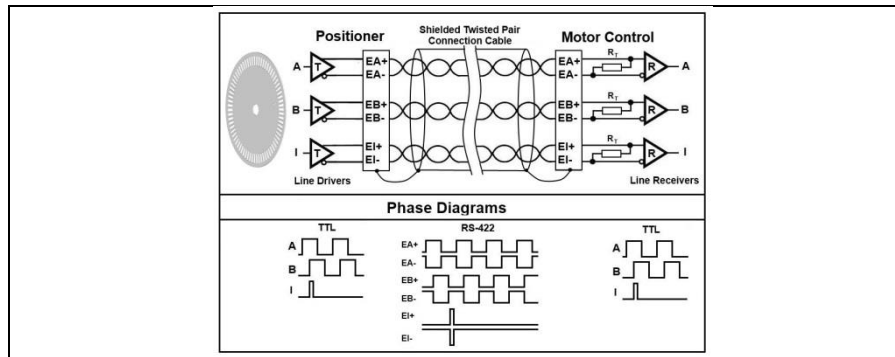 Positioner
Shielded Twisted Pair
Connection Cable
Motor Control
A T EA+ EA+ RT R A
EA- EA-
B T EB+ EB+ RT R B
EB- EB-
I T EI+ EI+ RT R I
EI- EI-
Line Drivers
Line Receivers
Phase Diagrams
TTL
A
B
I
RS-422
EA+
EA-
EB+
EB-
EI+
EI-
TTL
A
B
I